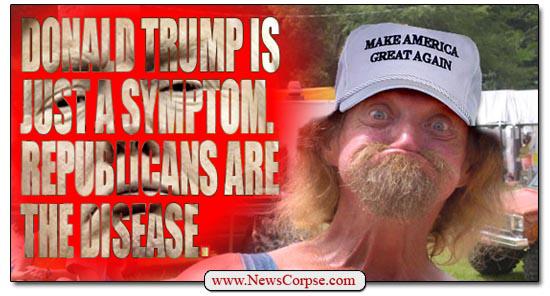 DONALD TRUMP IS
JUST A SYMPTOM.
REPUBLICANS ARE
THE DISEASE.
MAKE AMERICA
GREAT AGAIN
www.NewsCorpse.com